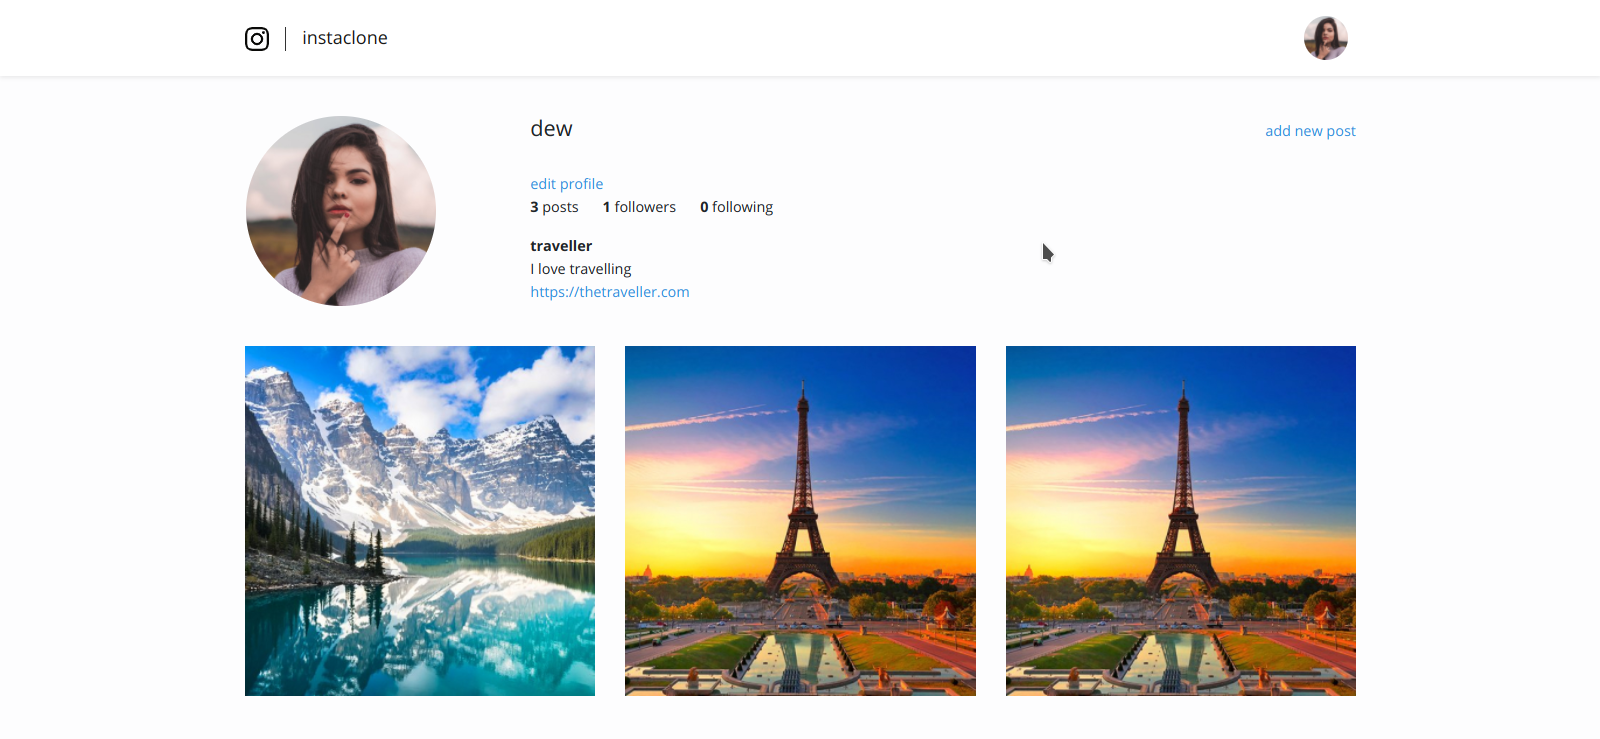 instaclone
dew
add new post
edit profile
3 posts 1 followers 0 following
traveller
I love travelling
https://thetraveller.com